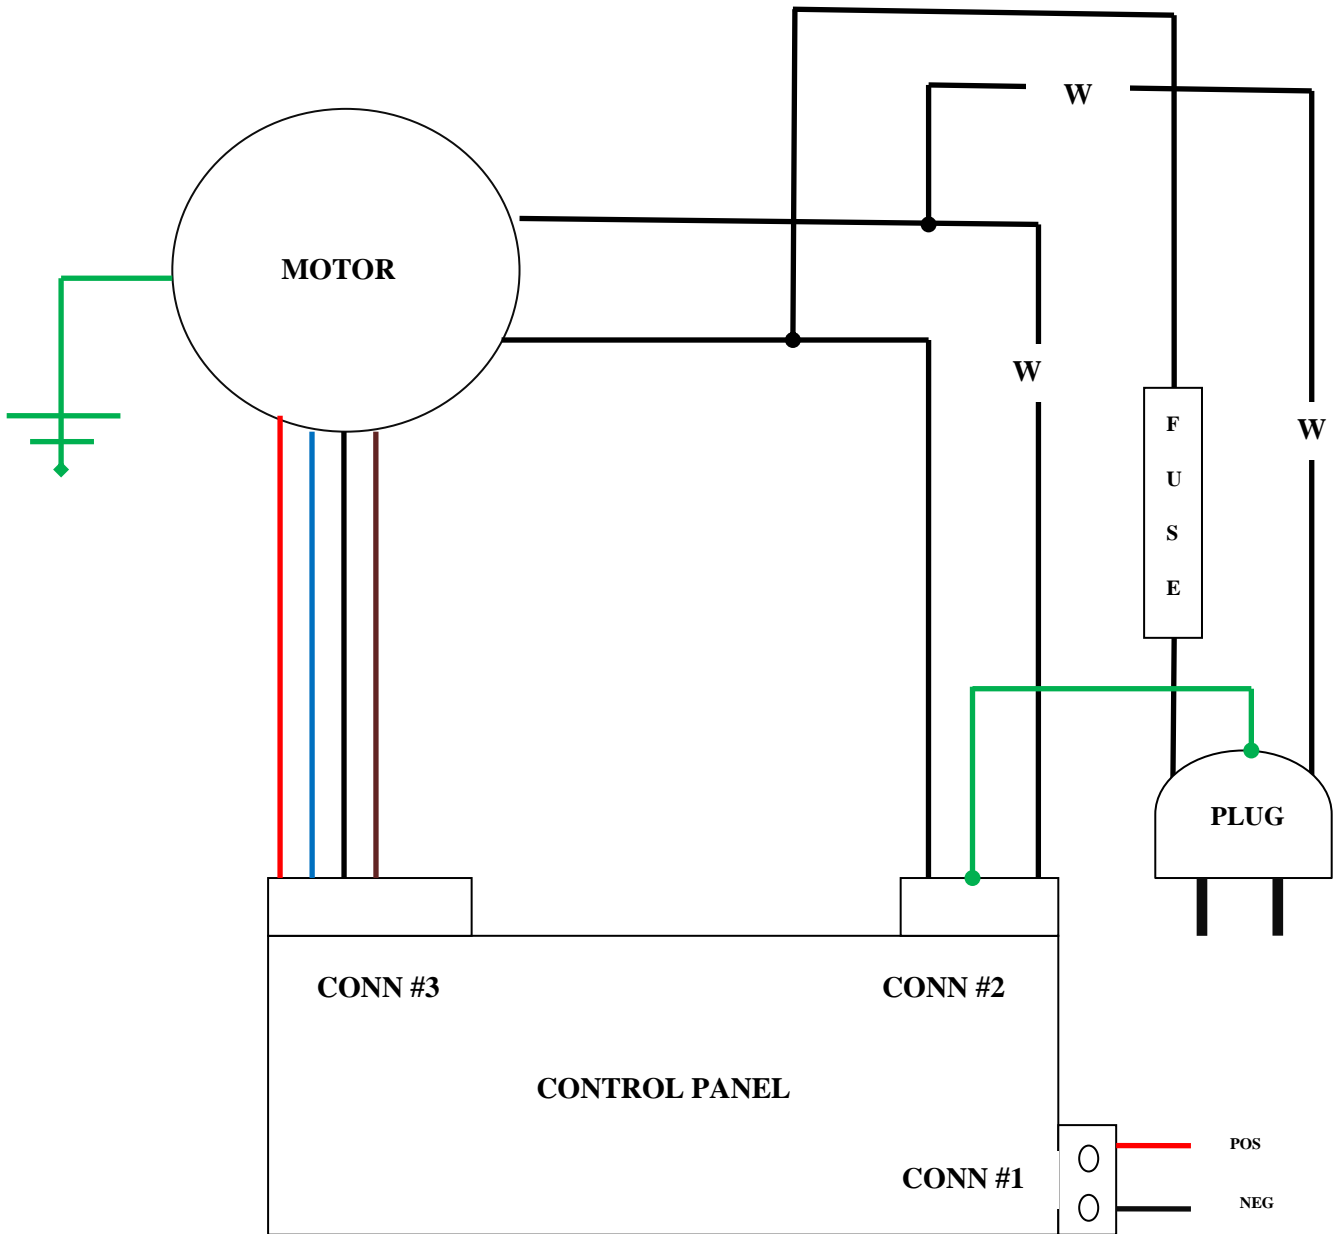 W
MOTOR
W
W
F
U
S
E
PLUG
CONN #3
CONN #2
CONTROL PANEL
POS
CONN #1
NEG